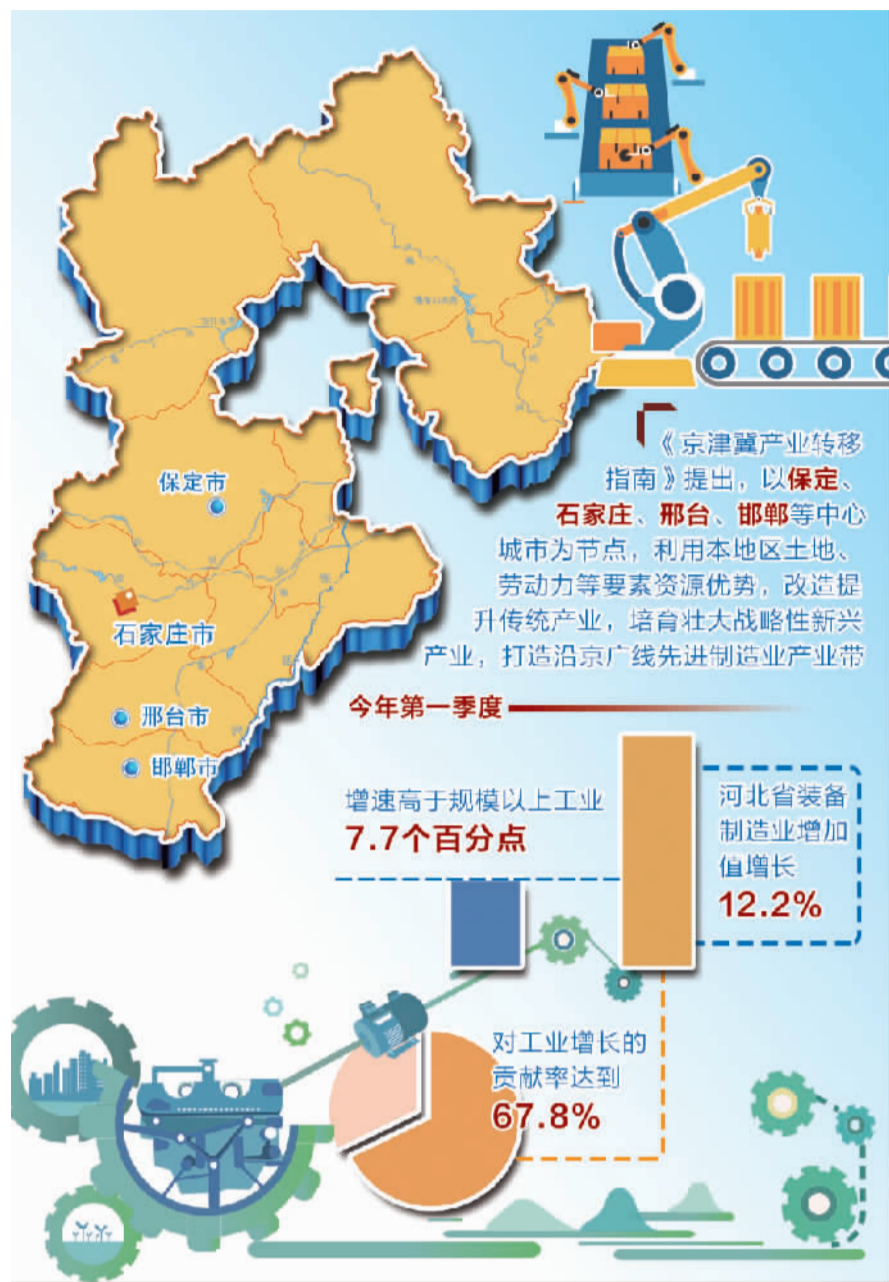 保定市
石家庄市
邢台市
邯郸市
《京津冀产业转移
指南》提出，以保定、
石家庄、邢台、邯郸等中心
城市为节点，利用本地区土地、
劳动力等要素资源优势，改造提
升传统产业，培育壮大战略性新兴
产业，打造沿京广线先进制造业产业带
今年第一季度
增速高于规模以上工业
7.7个百分点
河北省装备
制造业增加
值增长
12.2%
对工业增长的
贡献率达到
67.8%